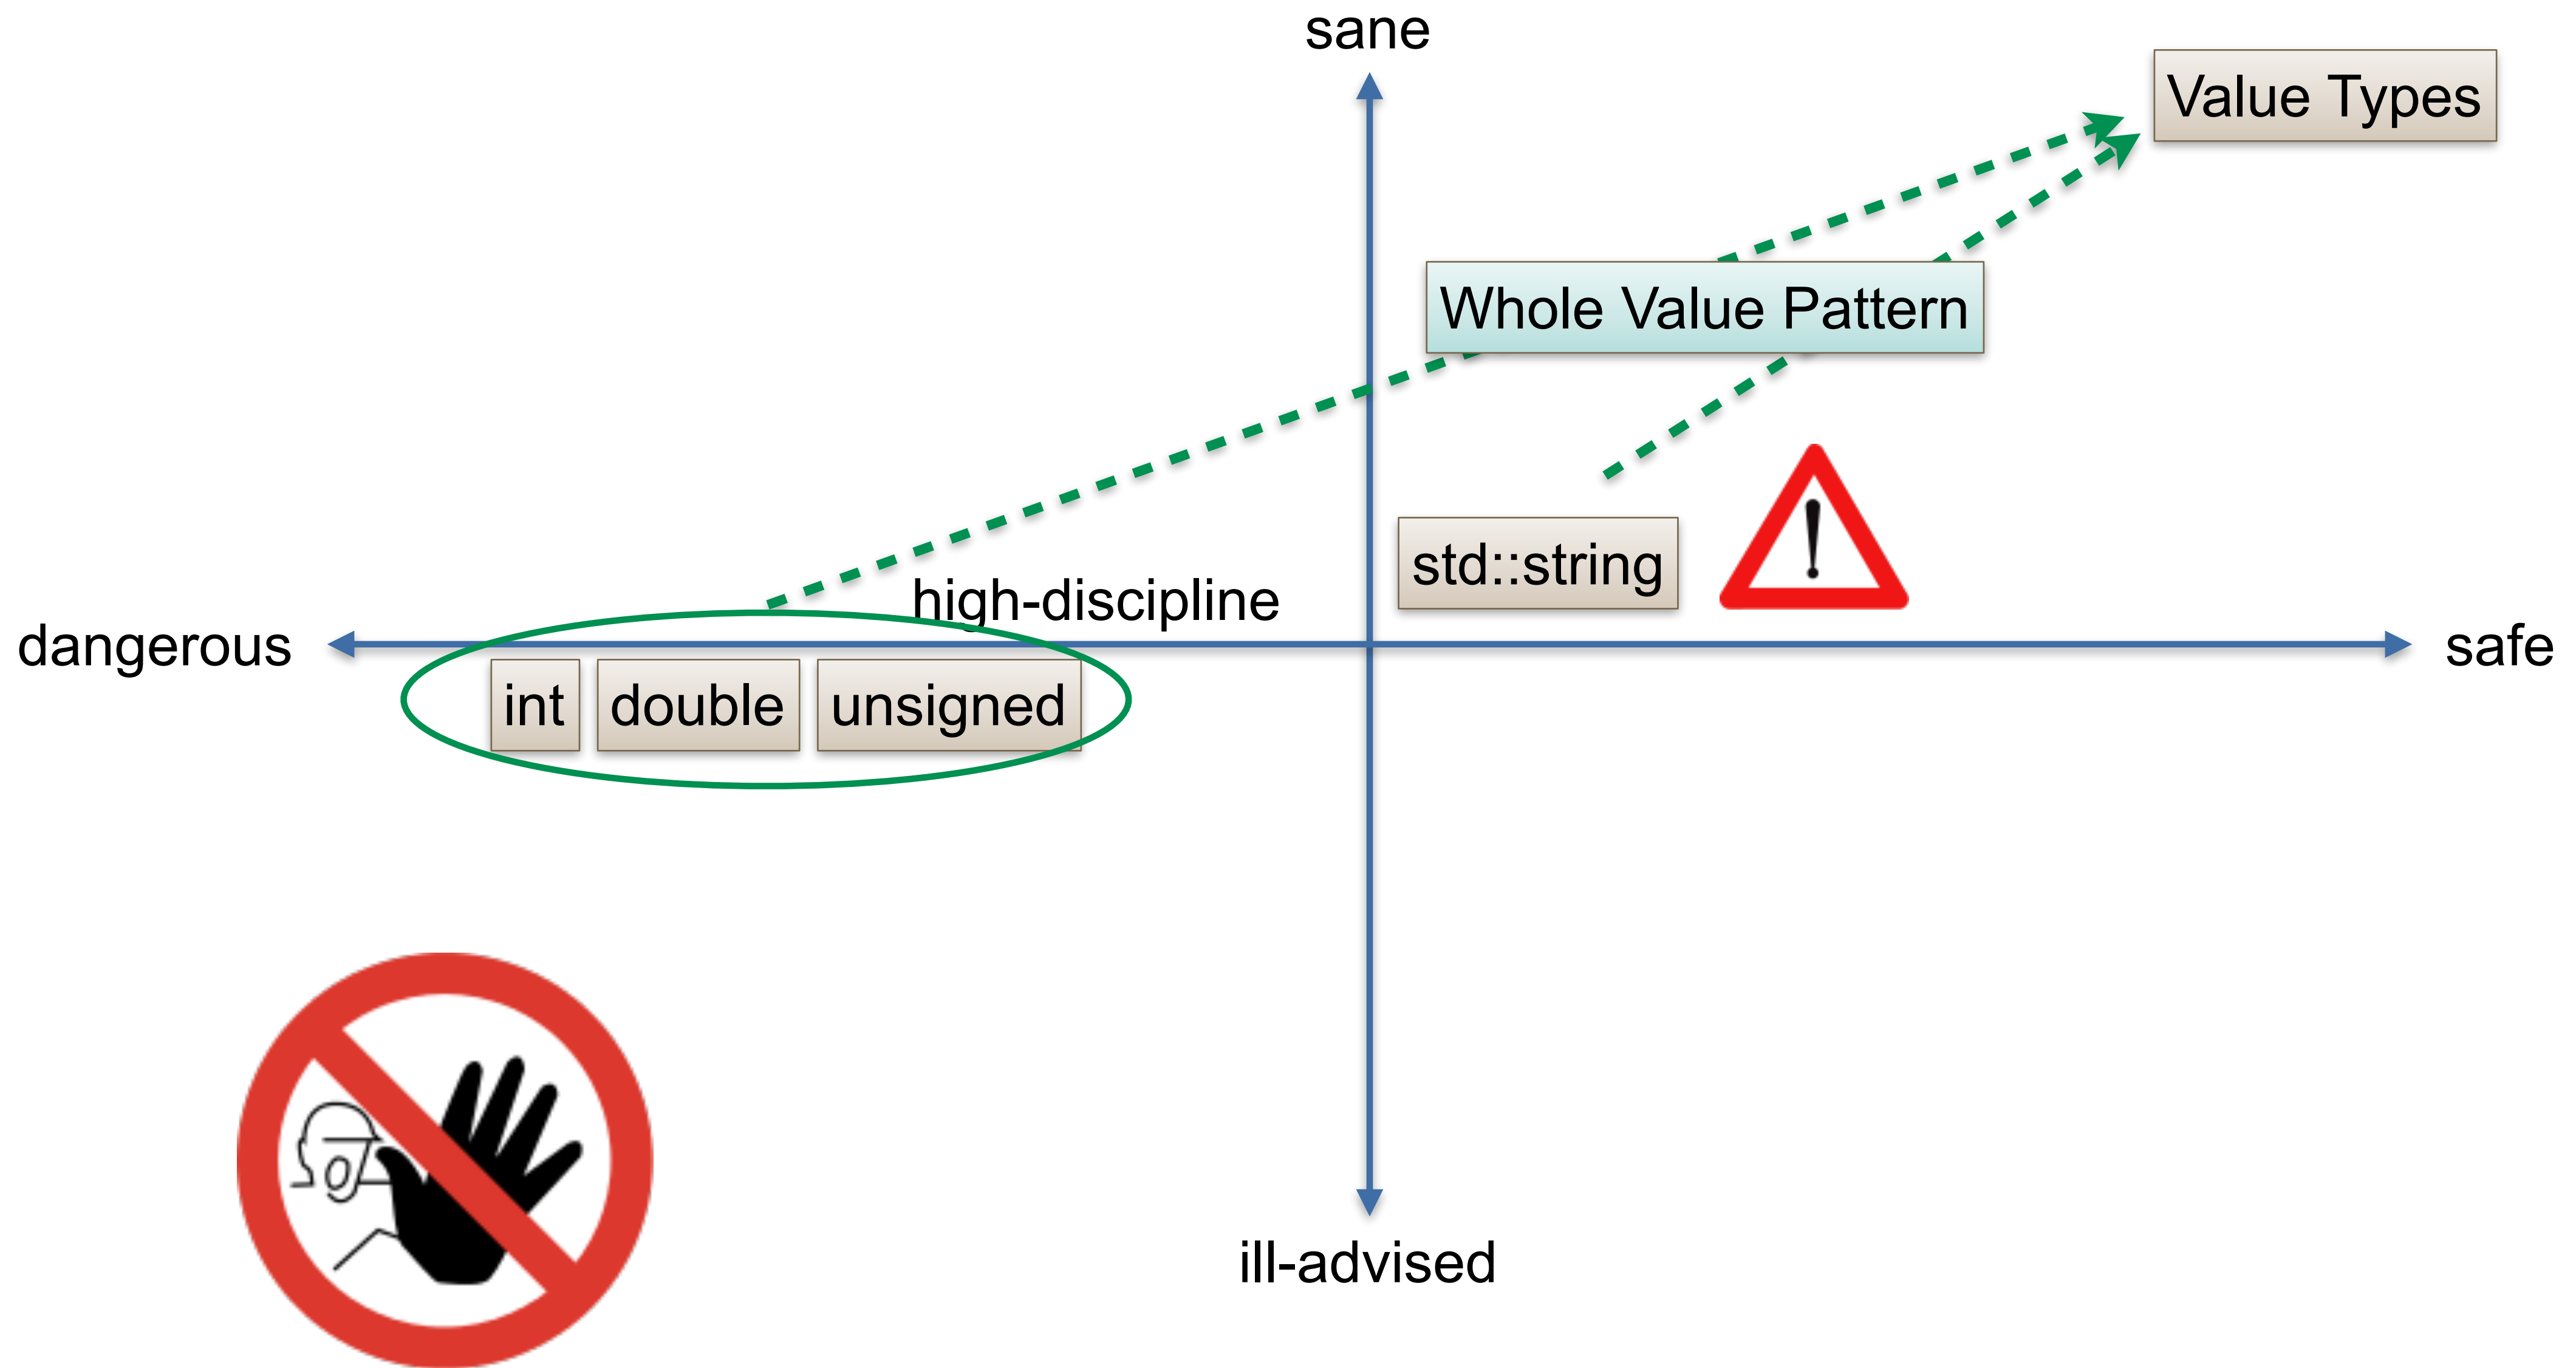 sane
Value Types
Whole Value Pattern
std::string
high-discipline
dangerous
safe
int
double
unsigned
ill-advised